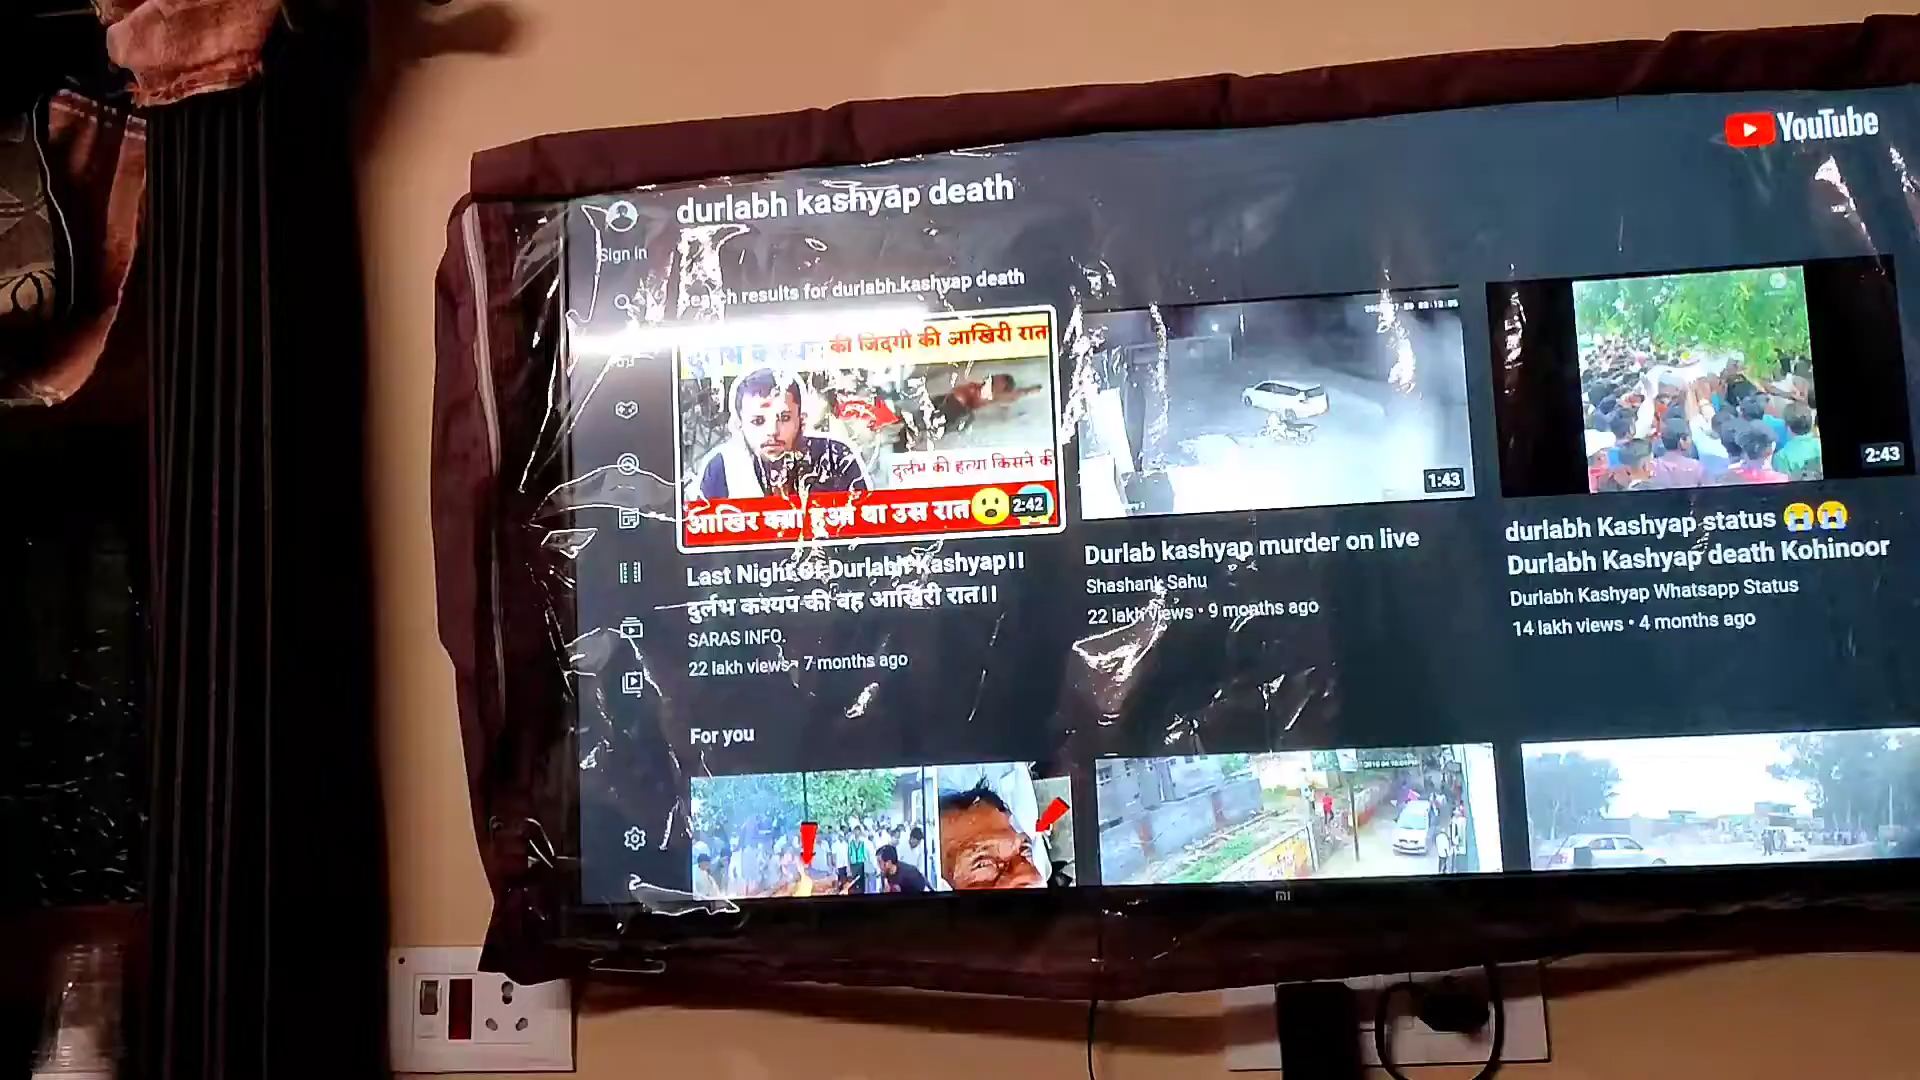 YouTube
durlabh kashyap death
Sign in
Search results for durlabh kashyap death
की जिंदगी की आखिरी रात
दुर्लभ की हत्या किसने की
आखिर क्या हुआ था उस रात
2:42
1:43
2:43
Last Night Of Durlabh Kashyap।।
दुर्लभ कश्यप की वह आखिरी रात।।
SARAS INFO.
22 lakh views • 7 months ago
Durlab kashyap murder on live
Shashank Sahu
22 lakh views • 9 months ago
durlabh Kashyap status 😭😭
Durlabh Kashyap death Kohinoor
Durlabh Kashyap Whatsapp Status
14 lakh views • 4 months ago
For you
mi